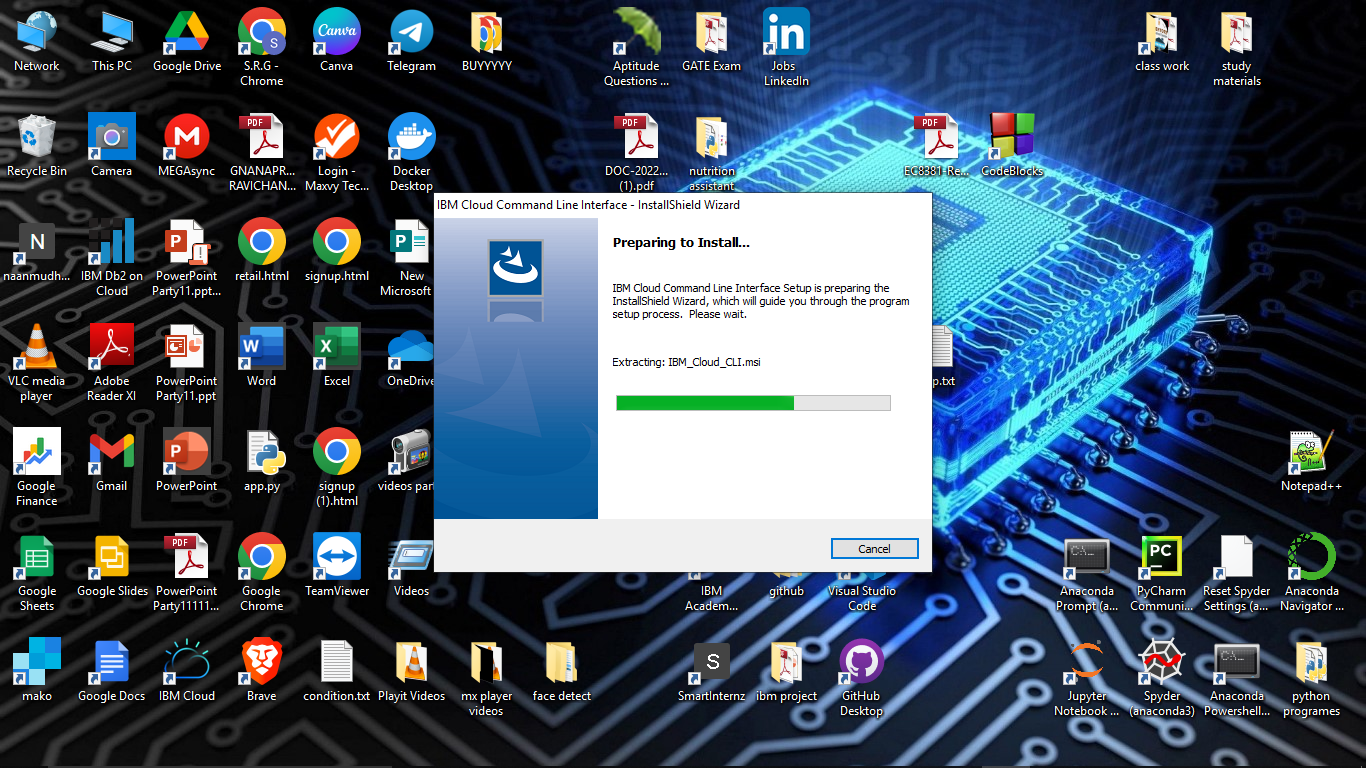 Network
This PC
Google Drive
S
S.R.G -
Chrome
Canva
Canva
Telegram
BUYYYYY
Aptitude
Questions ...
GATE Exam
in
Jobs
LinkedIn
class work
study
materials
Recycle Bin
Camera
M
MEGAsync
PDF
GNANAPR...
RAVICHAN...
Login -
Maxvy Tec...
Docker
Desktop
PDF
DOC-2022...
(1).pdf
nutrition
assistant
PDF
EC8381-Re...
CodeBlocks
N
naanmudh...
IBM Db2 on
Cloud
P
PowerPoint
Party11.ppt...
retail.html
signup.html
P
New
Microsoft
IBM Cloud Command Line Interface - InstallShield Wizard
Preparing to Install...
IBM Cloud Command Line Interface Setup is preparing the
InstallShield Wizard, which will guide you through the program
setup process. Please wait.
Extracting: IBM_Cloud_CLI.msi
Cancel
VLC media
player
Adobe
Reader XI
P
PowerPoint
Party11.ppt
W
Word
X
Excel
OneDrive
p.txt
Google
Finance
Gmail
P
PowerPoint
app.py
signup
(1).html
videos part
Notepad++
Google
Sheets
Google Slides
PDF
PowerPoint
Party11111...
Google
Chrome
TeamViewer
Videos
IBM
Academ...
github
Visual Studio
Code
C:\_
Anaconda
Prompt (a...
PC
PyCharm
Communi...
Reset Spyder
Settings (a...
Anaconda
Navigator ...
mako
Google Docs
IBM Cloud
Brave
condition.txt
Playit Videos
mx player
videos
face detect
S
SmartInternz
ibm project
GitHub
Desktop
Jupyter
Notebook ...
Spyder
(anaconda3)
C:\_
Anaconda
Powershell...
python
programes